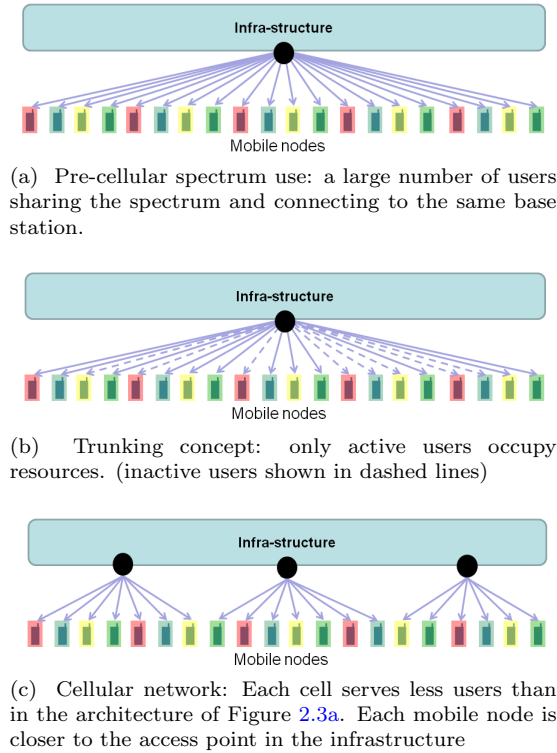 Infra-structure
Mobile nodes
(a) Pre-cellular spectrum use: a large number of users
sharing the spectrum and connecting to the same base
station.
Infra-structure
Mobile nodes
(b) Trunking concept: only active users occupy
resources. (inactive users shown in dashed lines)
Infra-structure
Mobile nodes
(c) Cellular network: Each cell serves less users than
in the architecture of Figure 2.3a. Each mobile node is
closer to the access point in the infrastructure